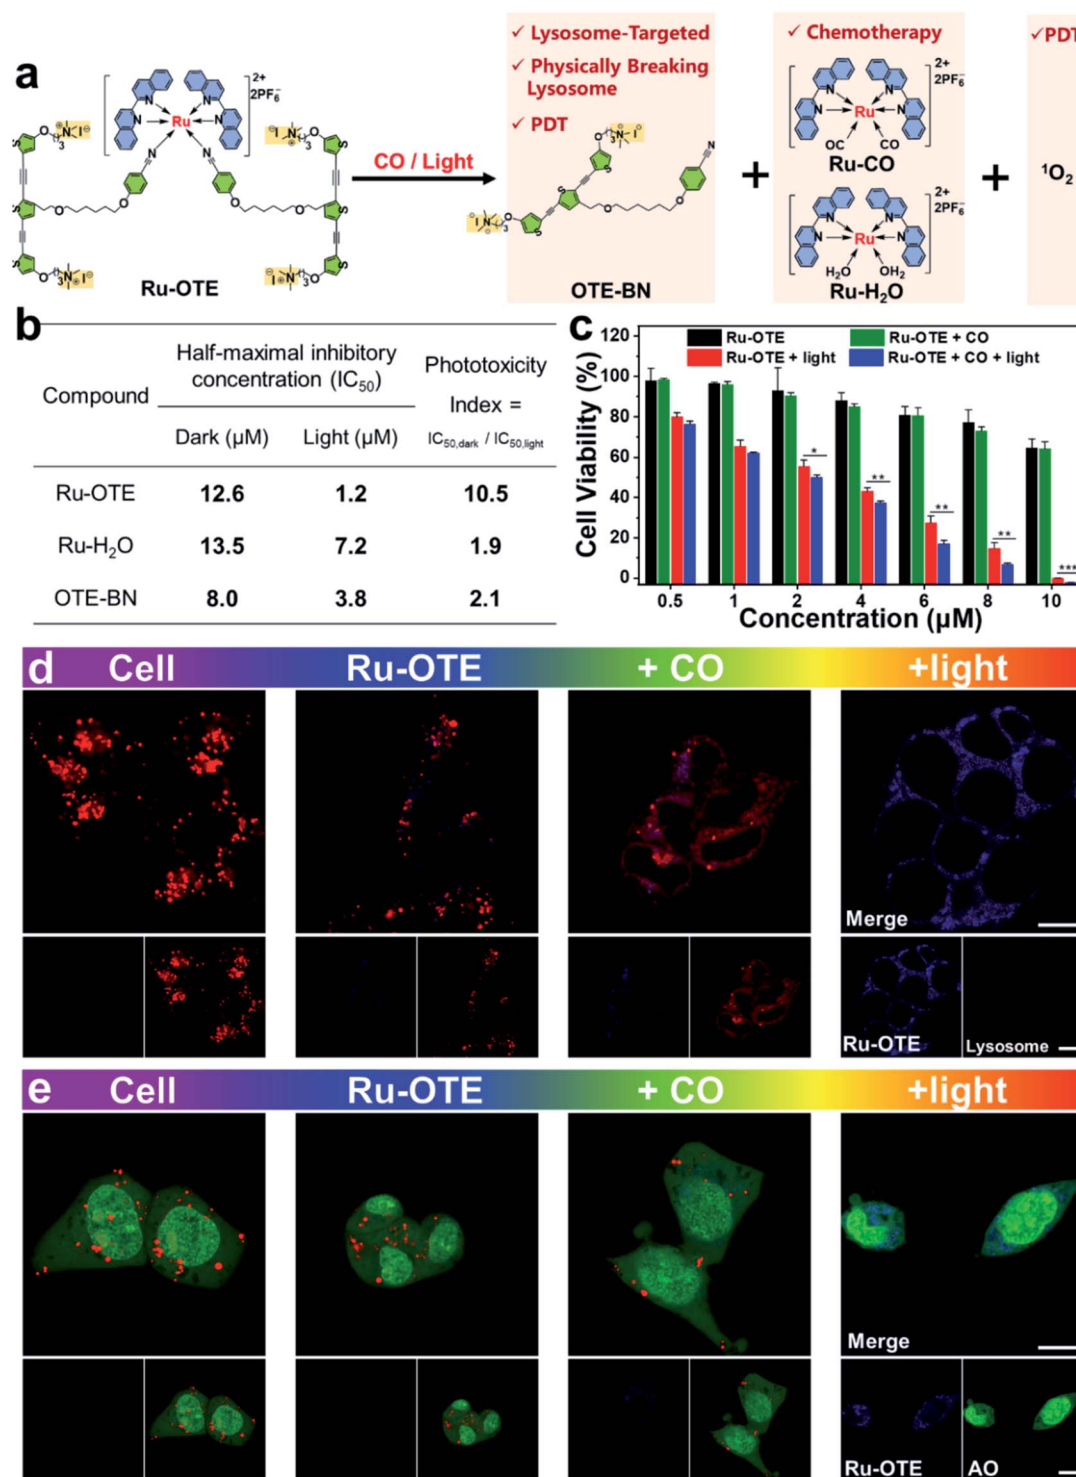 a
2+
2PF₆⁻
CO / Light
Ru-OTE
✓ Lysosome-Targeted
✓ Physically Breaking
Lysosome
✓ PDT
OTE-BN
+
✓ Chemotherapy
2+
2PF₆⁻
Ru
OC
CO
Ru-CO
2+
2PF₆⁻
Ru
H₂O
OH₂
Ru-H₂O
+
✓PDT
¹O₂
b
Compound
Half-maximal inhibitory
concentration (IC₅₀)
Phototoxicity
Index =
IC₅₀,dark / IC₅₀,light
Dark (µM) Light (µM)
Ru-OTE 12.6 1.2 10.5
Ru-H₂O 13.5 7.2 1.9
OTE-BN 8.0 3.8 2.1
c
Ru-OTE Ru-OTE + CO
Ru-OTE + light Ru-OTE + CO + light
Cell Viability (%)
120
100
80
60
40
20
0
* ** ** ** ***
0.5 1 2 4 6 8 10
Concentration (µM)
d Cell Ru-OTE + CO +light
Merge
Ru-OTE Lysosome
e Cell Ru-OTE + CO +light
Merge
Ru-OTE AO